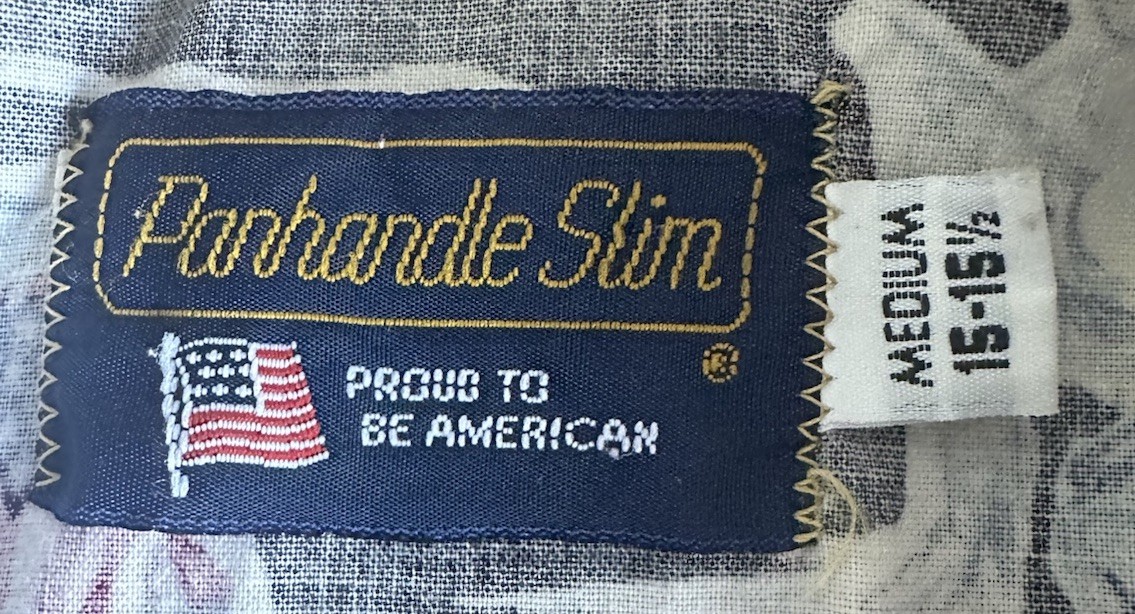 Panhandle Slim
®
PROUD TO
BE AMERICAN
MEDIUM
15-15½